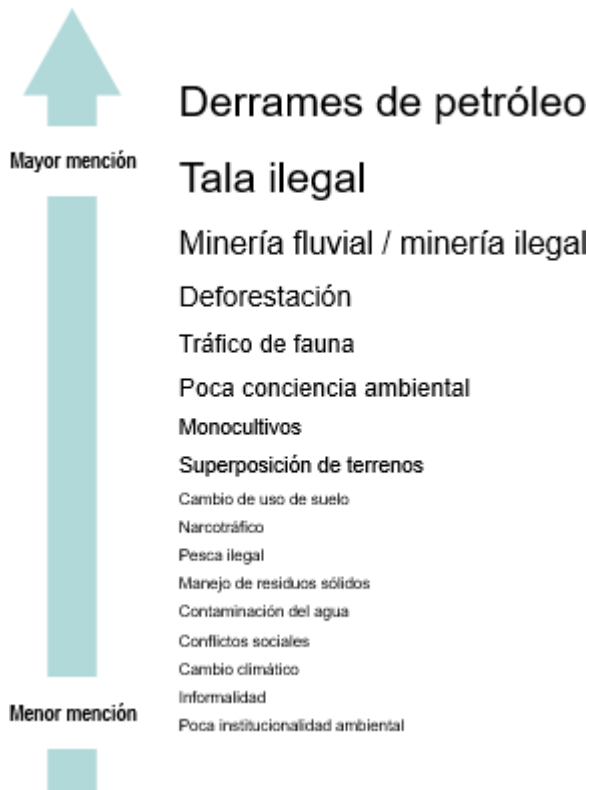 Derrames de petróleo
Mayor mención
Tala ilegal
Minería fluvial / minería ilegal
Deforestación
Tráfico de fauna
Poca conciencia ambiental
Monocultivos
Superposición de terrenos
Cambio de uso de suelo
Narcotráfico
Pesca ilegal
Manejo de residuos sólidos
Contaminación del agua
Conflictos sociales
Cambio climático
Informalidad
Menor mención
Poca institucionalidad ambiental